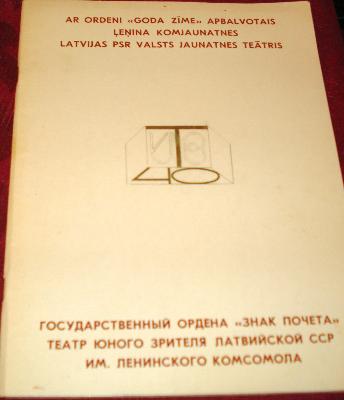 AR ORDENI «GODA ZĪME» APBALVOTAIS
ĻEŅINA KOMJAUNATNES
LATVIJAS PSR VALSTS JAUNATNES TEĀTRIS
Т
40
ГОСУДАРСТВЕННЫЙ ОРДЕНА «ЗНАК ПОЧЕТА»
ТЕАТР ЮНОГО ЗРИТЕЛЯ ЛАТВИЙСКОЙ ССР
ИМ. ЛЕНИНСКОГО КОМСОМОЛА